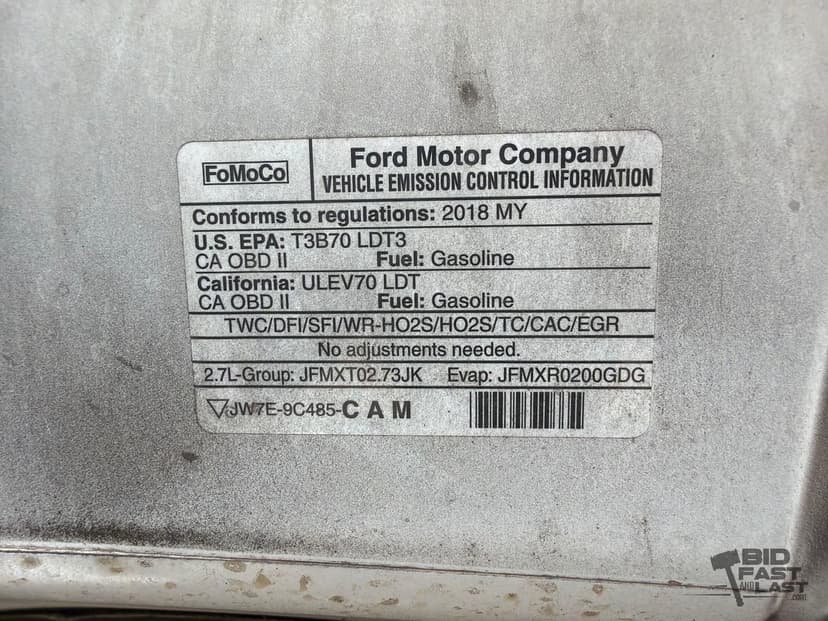 FoMoCo
Ford Motor Company
VEHICLE EMISSION CONTROL INFORMATION
Conforms to regulations: 2018 MY
U.S. EPA: T3B70 LDT3
CA OBD II Fuel: Gasoline
California: ULEV70 LDT
CA OBD II Fuel: Gasoline
TWC/DFI/SFI/WR-HO2S/HO2S/TC/CAC/EGR
No adjustments needed.
2.7L-Group: JFMXT02.73JK Evap: JFMXR0200GDG
JW7E-9C485-CAM
BID
FAST
AND LAST
.com